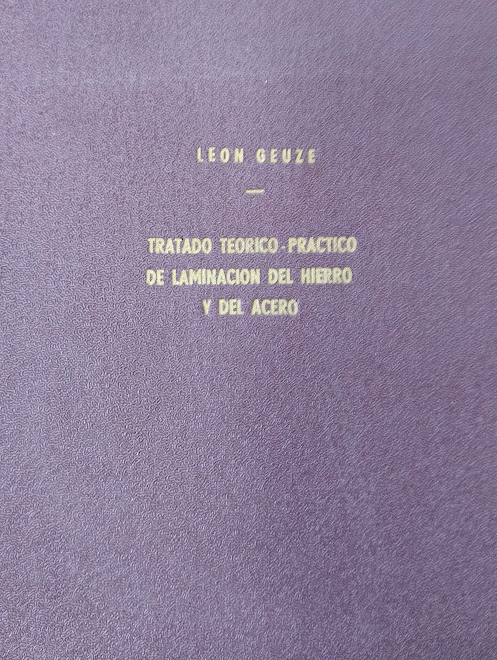 LEON GEUZE
—
TRATADO TEORICO-PRACTICO
DE LAMINACION DEL HIERRO
Y DEL ACERO